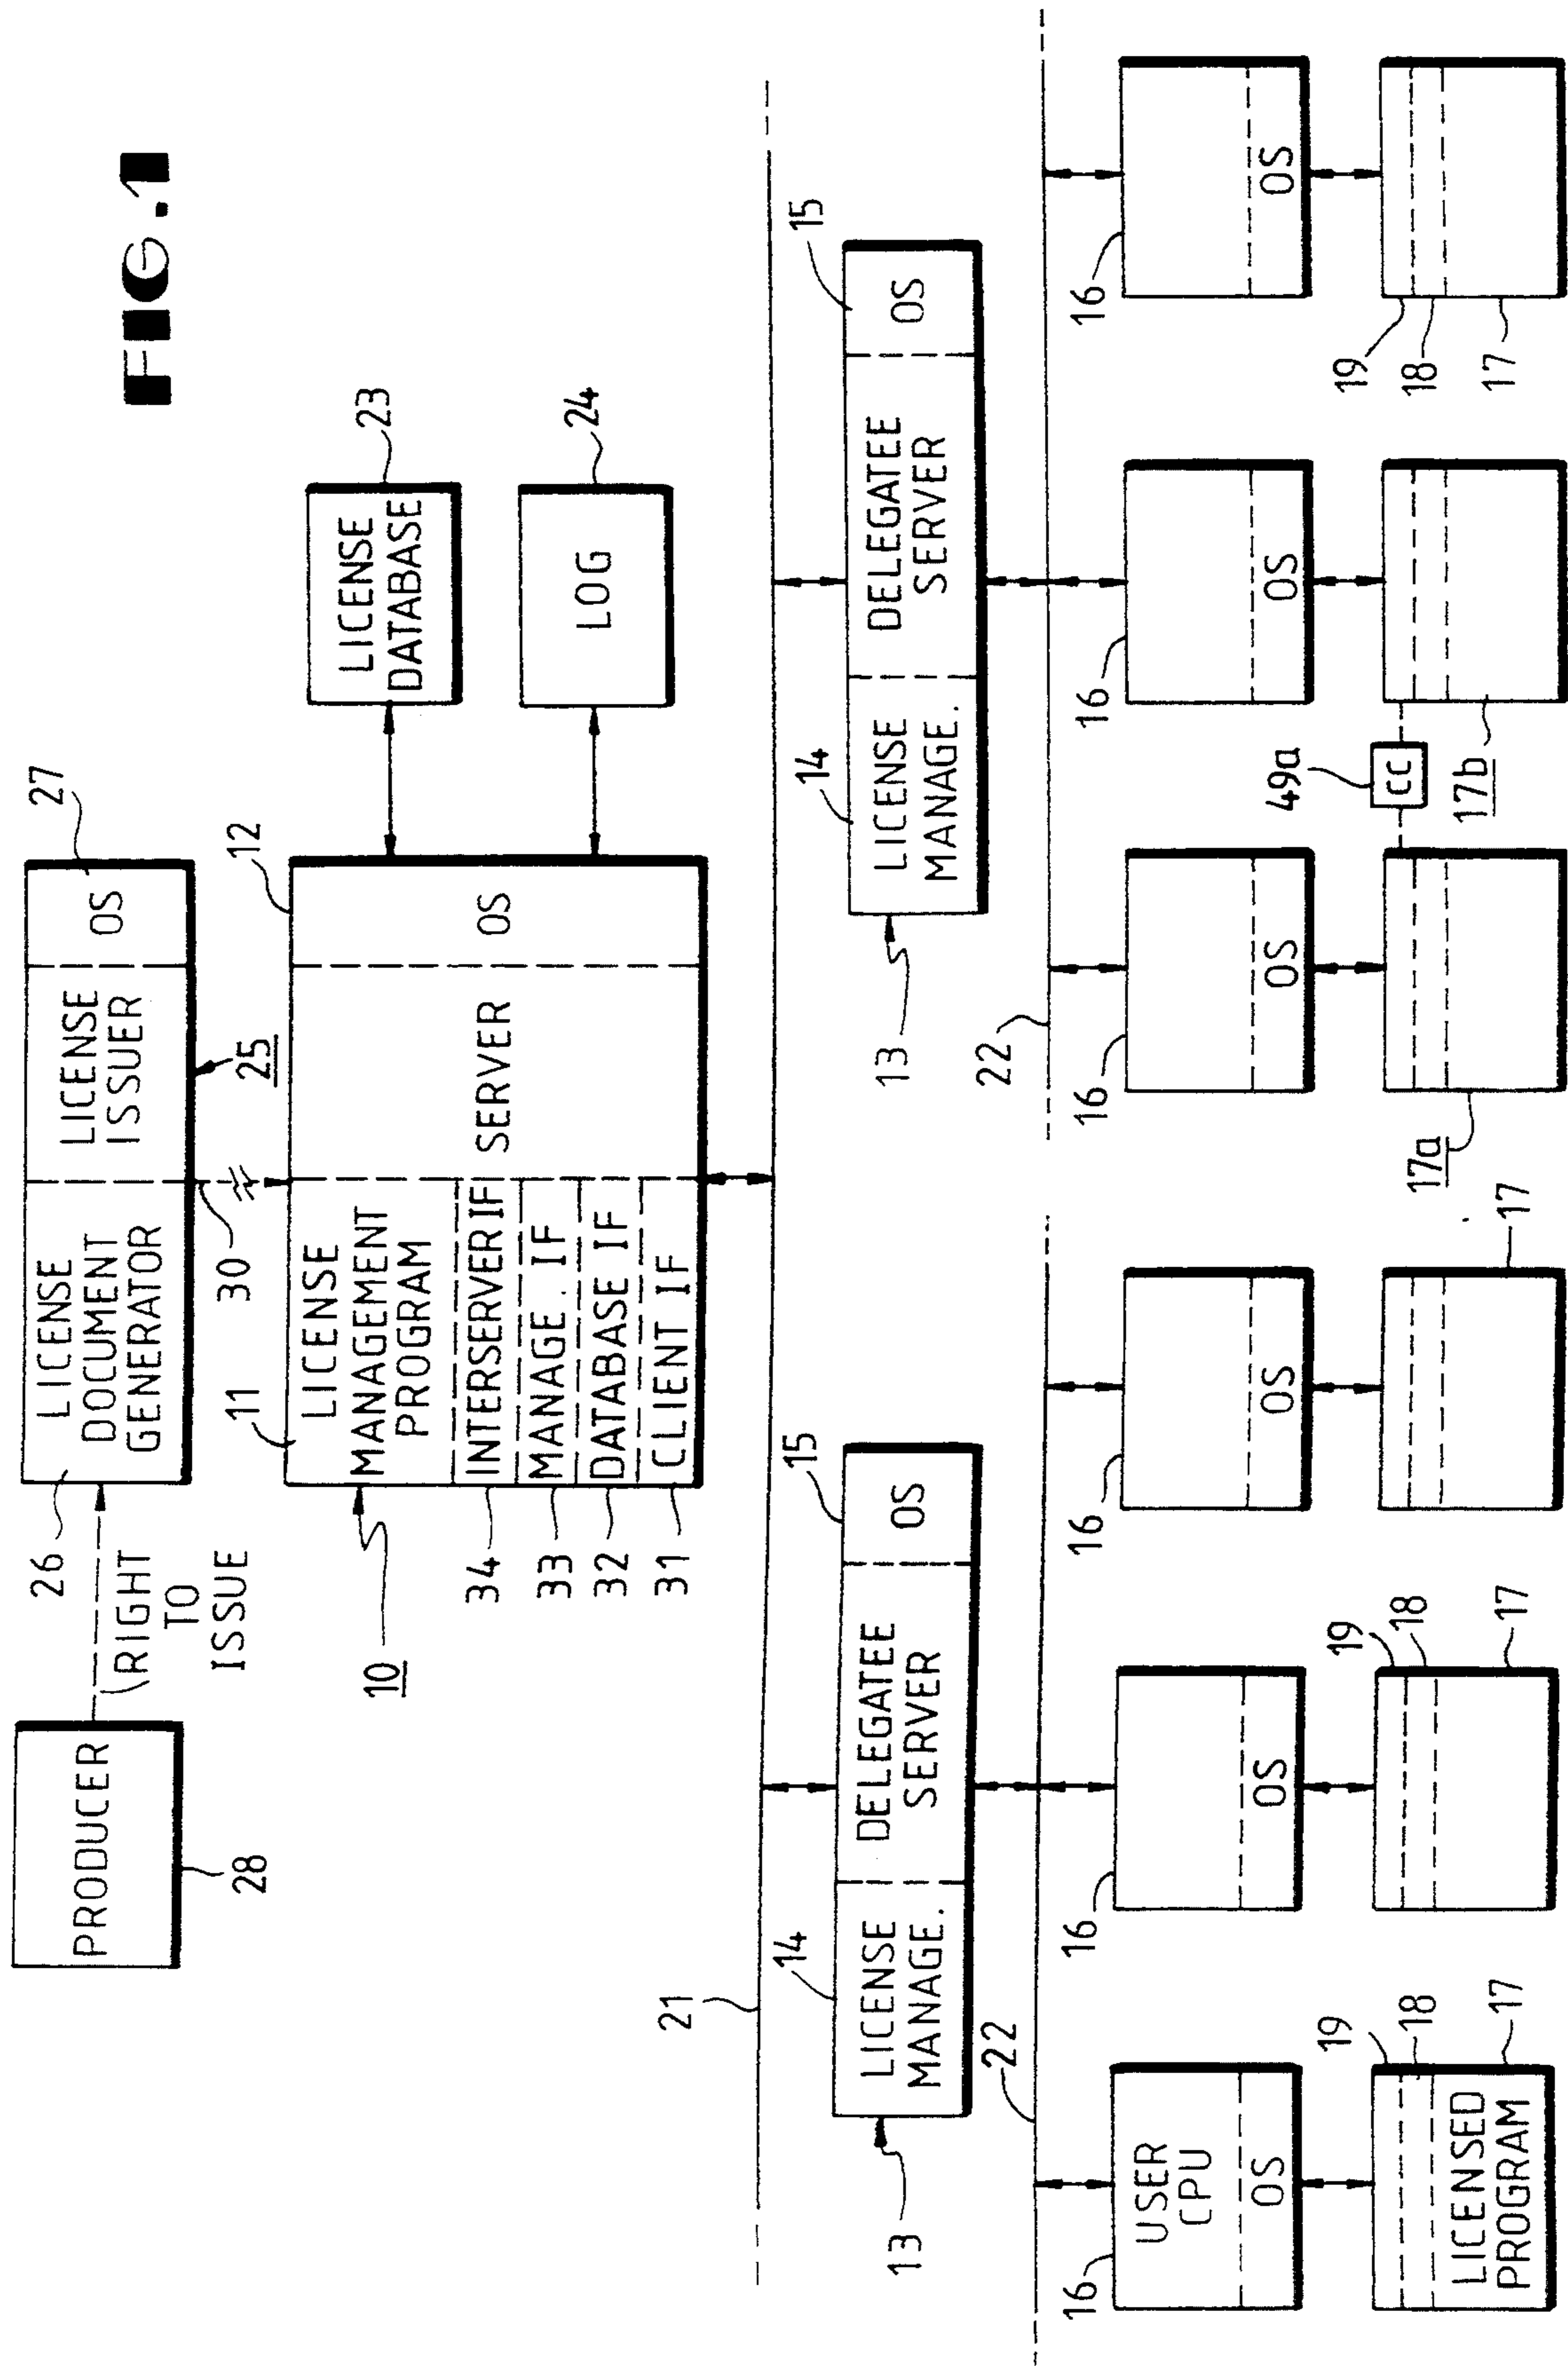 FIG.1
PRODUCER
28
(RIGHT
TO
ISSUE
26
LICENSE
DOCUMENT
GENERATOR
LICENSE
ISSUER
OS
27
25
30
10
11
LICENSE
MANAGEMENT
PROGRAM
INTERSERVER IF
MANAGE. IF
DATABASE IF
CLIENT IF
34
33
32
31
SERVER
OS
12
LICENSE
DATABASE
23
LOG
24
21
13
14
LICENSE
MANAGE.
DELEGATEE
SERVER
OS
15
13
14
LICENSE
MANAGE.
DELEGATEE
SERVER
OS
15
22
22
16
USER
CPU
OS
16
OS
16
OS
16
OS
16
OS
16
OS
LICENSED
PROGRAM
19
18
17
19
18
17
17
17a
49a
CC
17b
19
18
17